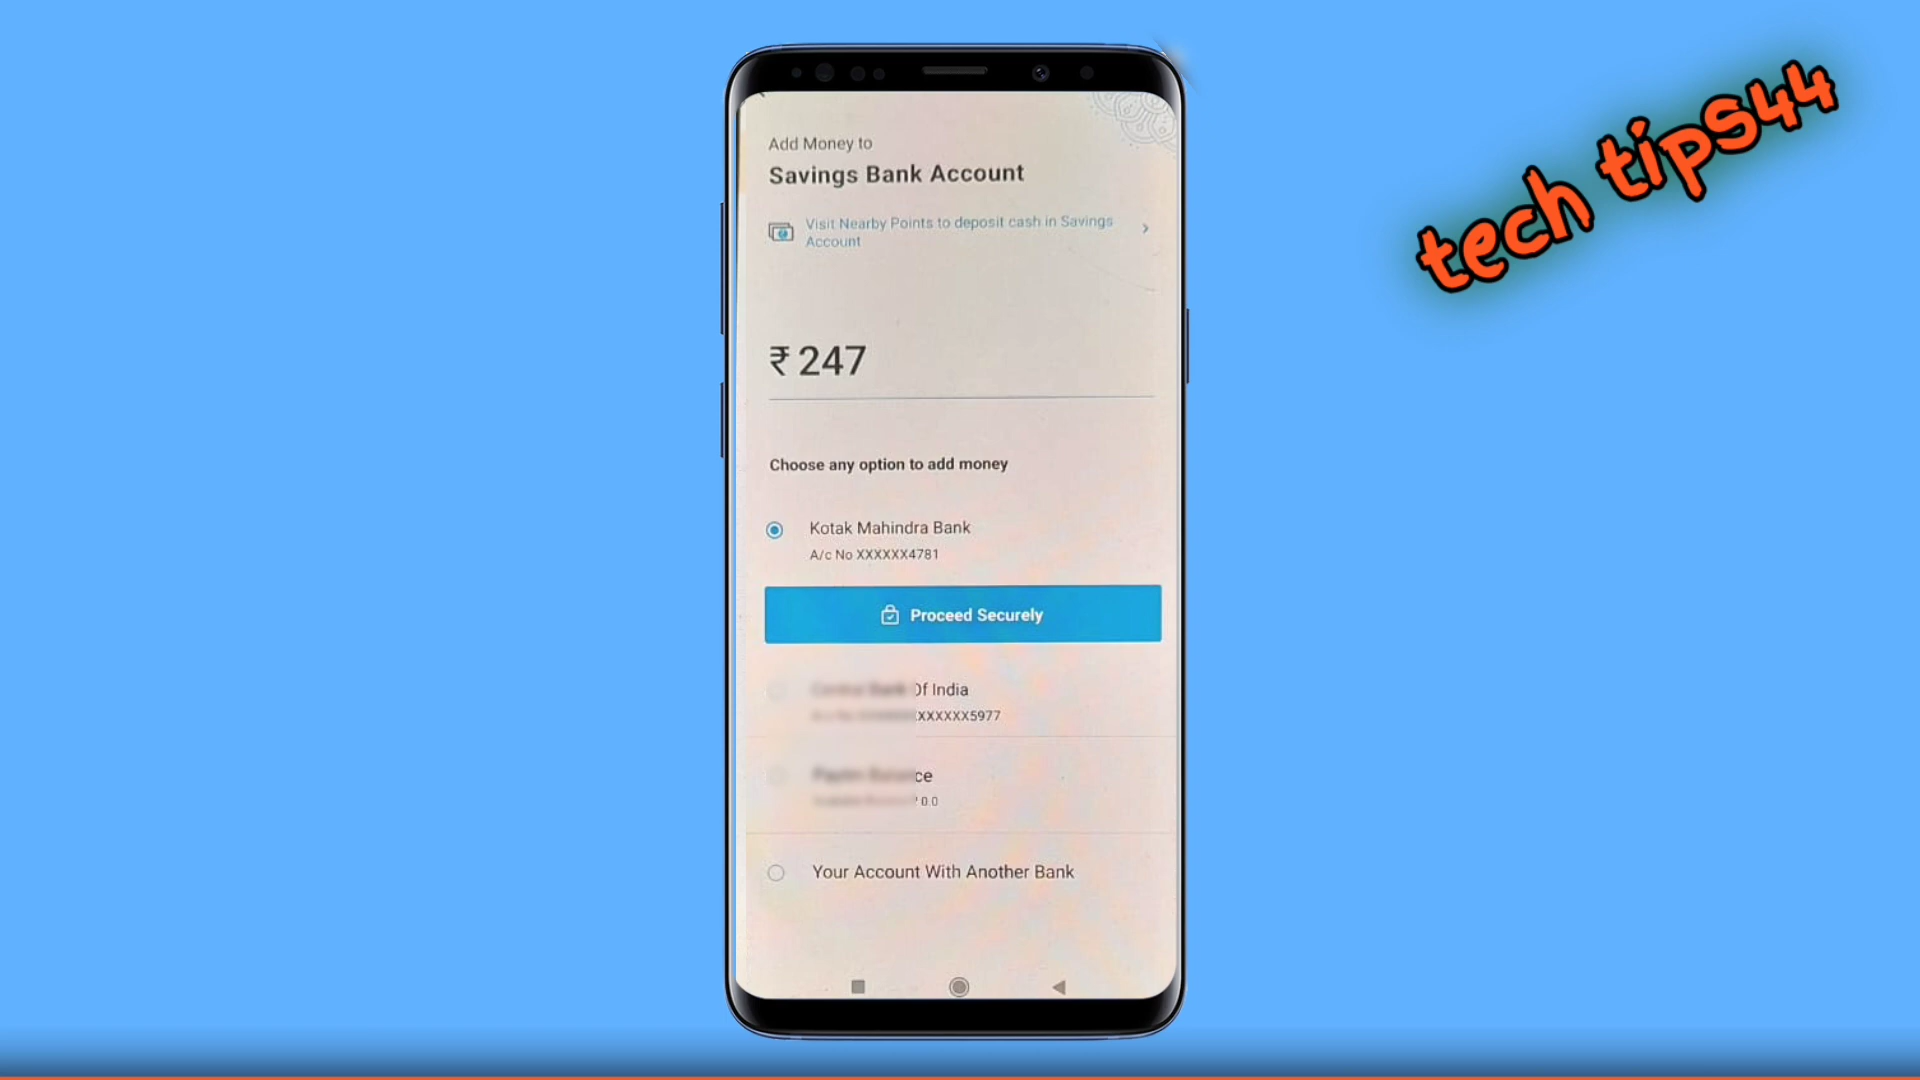 tech tips44
Add Money to
Savings Bank Account
Visit Nearby Points to deposit cash in Savings
Account
₹ 247
Choose any option to add money
Kotak Mahindra Bank
A/c No XXXXXX4781
Proceed Securely
Of India
XXXXXX5977
0.0
Your Account With Another Bank